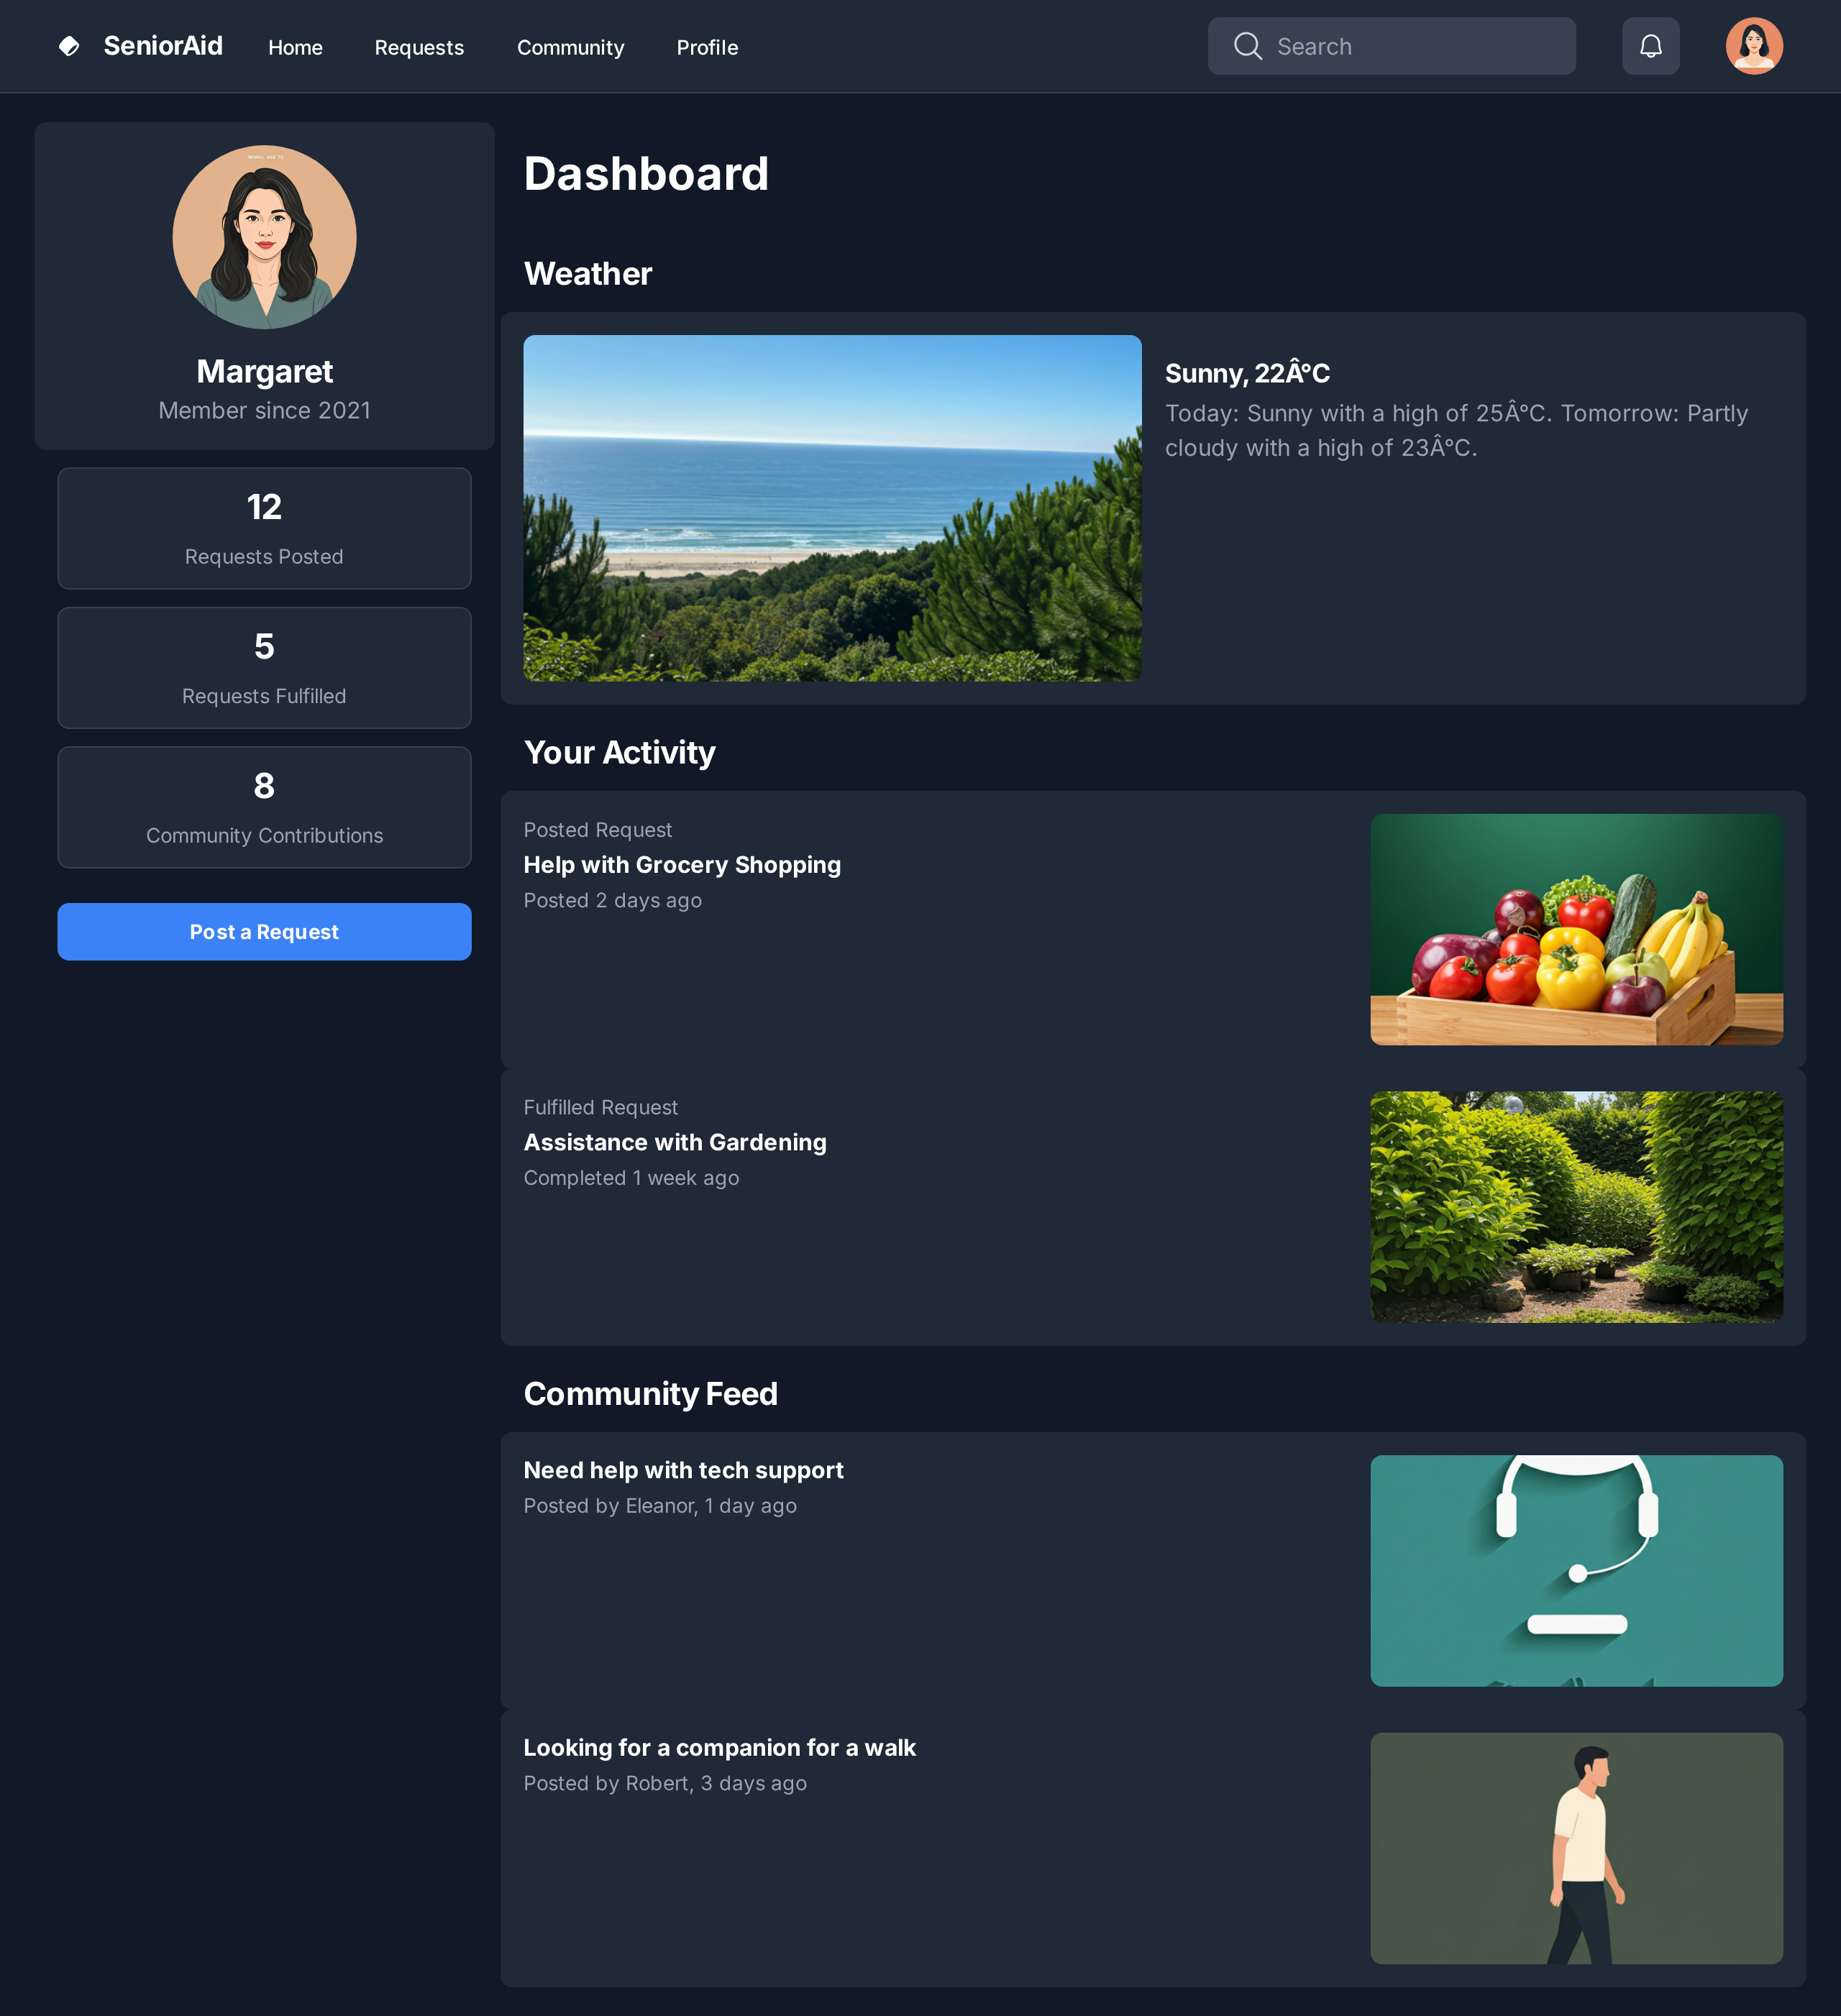 SeniorAid
Home
Requests
Community
Profile
Search
Margaret
Member since 2021
12
Requests Posted
5
Requests Fulfilled
8
Community Contributions
Post a Request
Dashboard
Weather
Sunny, 22Â°C
Today: Sunny with a high of 25Â°C. Tomorrow: Partly
cloudy with a high of 23Â°C.
Your Activity
Posted Request
Help with Grocery Shopping
Posted 2 days ago
Fulfilled Request
Assistance with Gardening
Completed 1 week ago
Community Feed
Need help with tech support
Posted by Eleanor, 1 day ago
Looking for a companion for a walk
Posted by Robert, 3 days ago